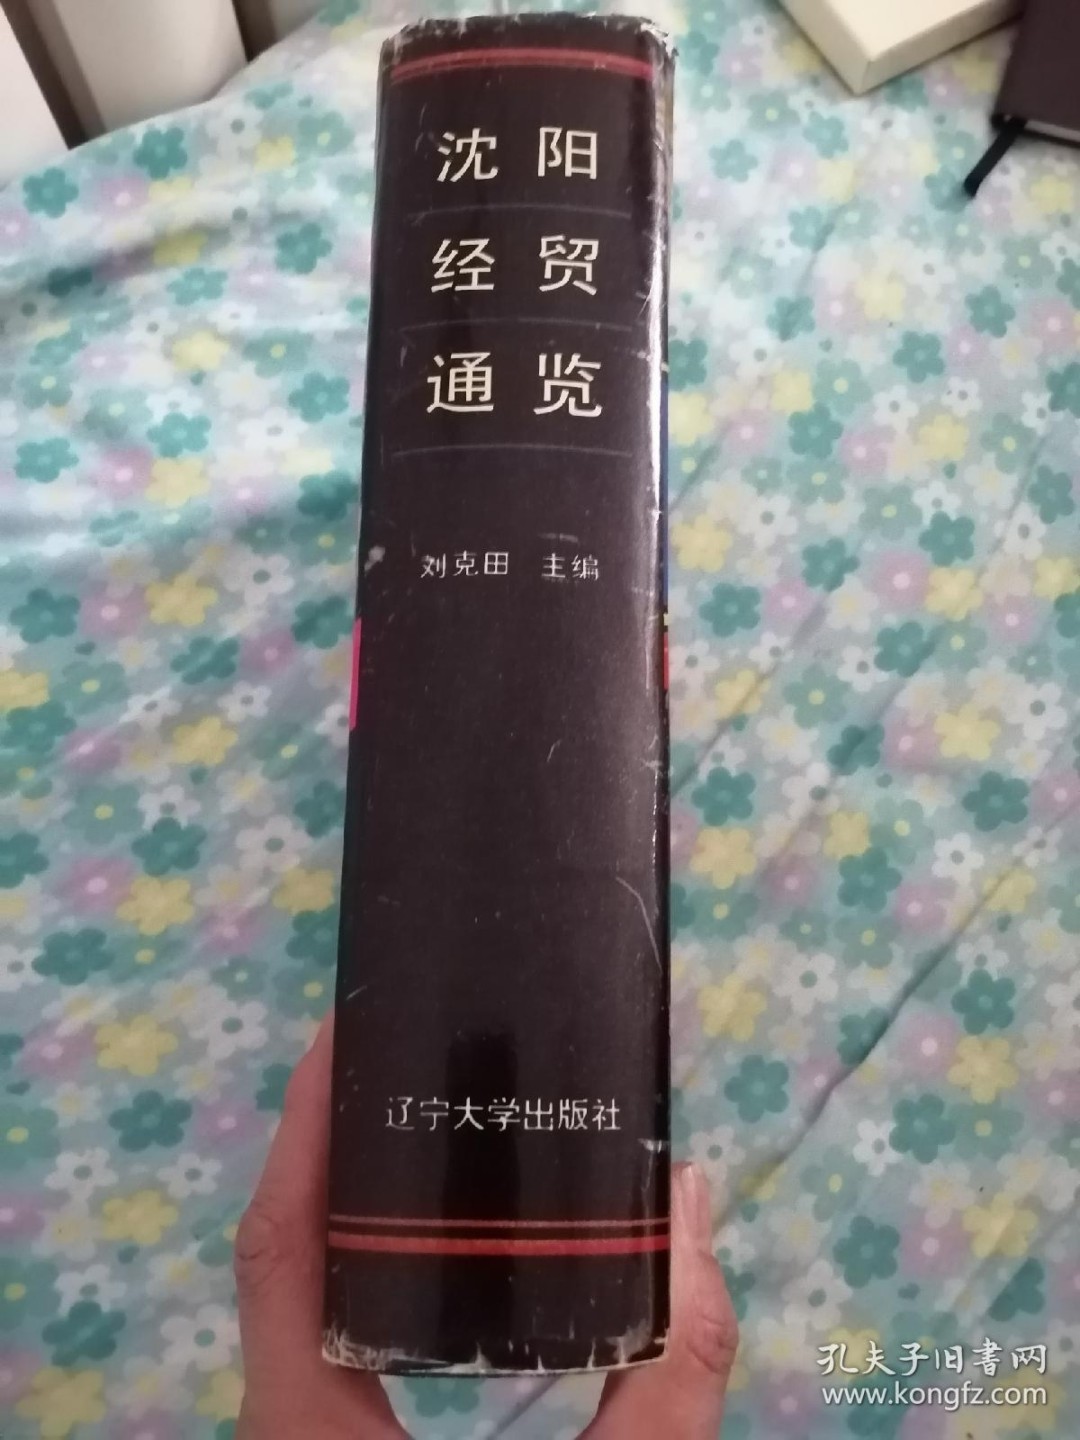 沈阳
经贸
通览
刘克田 主编
辽宁大学出版社
孔夫子旧書网
www.kongfz.com